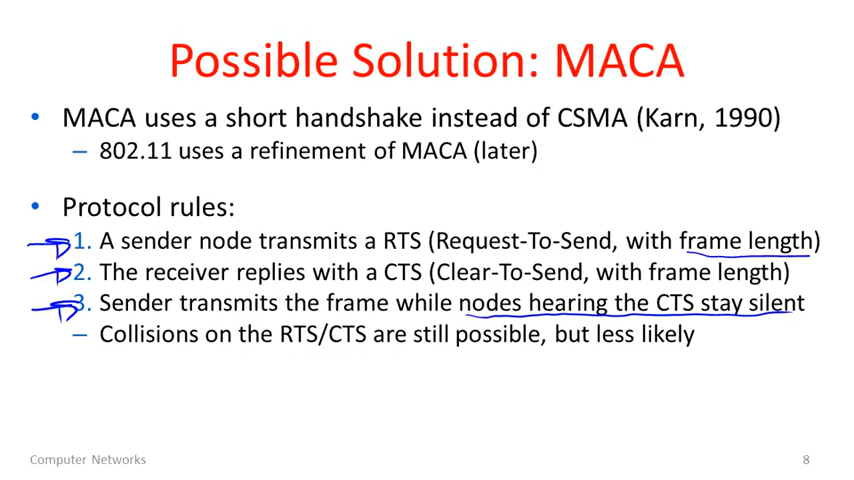 Possible Solution: MACA
• MACA uses a short handshake instead of CSMA (Karn, 1990)
– 802.11 uses a refinement of MACA (later)
• Protocol rules:
1. A sender node transmits a RTS (Request-To-Send, with frame length)
2. The receiver replies with a CTS (Clear-To-Send, with frame length)
3. Sender transmits the frame while nodes hearing the CTS stay silent
– Collisions on the RTS/CTS are still possible, but less likely
Computer Networks
8